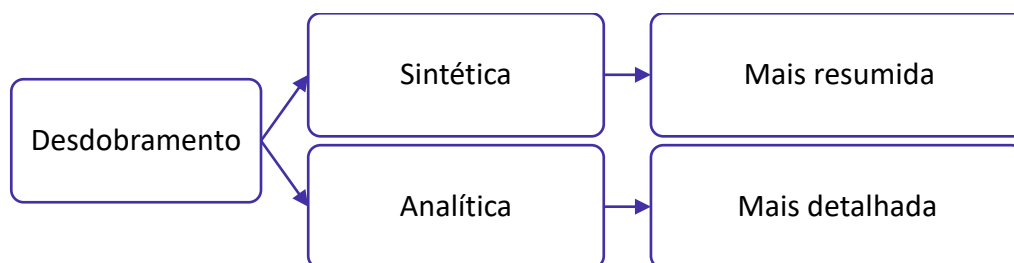 Desdobramento
Sintética
Mais resumida
Analítica
Mais detalhada